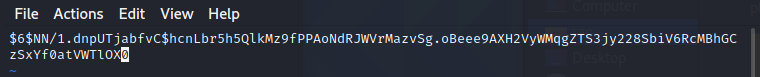 File Actions Edit View Help
$6$NN/1.dnpUTjabfvC$hcnLbr5h5QlkMz9fPPAoNdRJWVrMazvSg.oBeee9AXH2VyWMqgZTS3jy228SbiV6RcMBhGC
zSxYf0atVWTlOX0
~